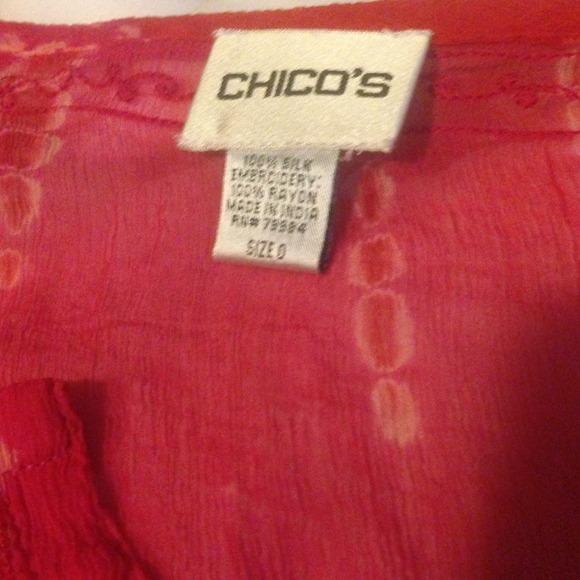 CHICO'S
100% SILK
EMBROIDERY:
100% RAYON
MADE IN INDIA
RN# 79984
SIZE 0